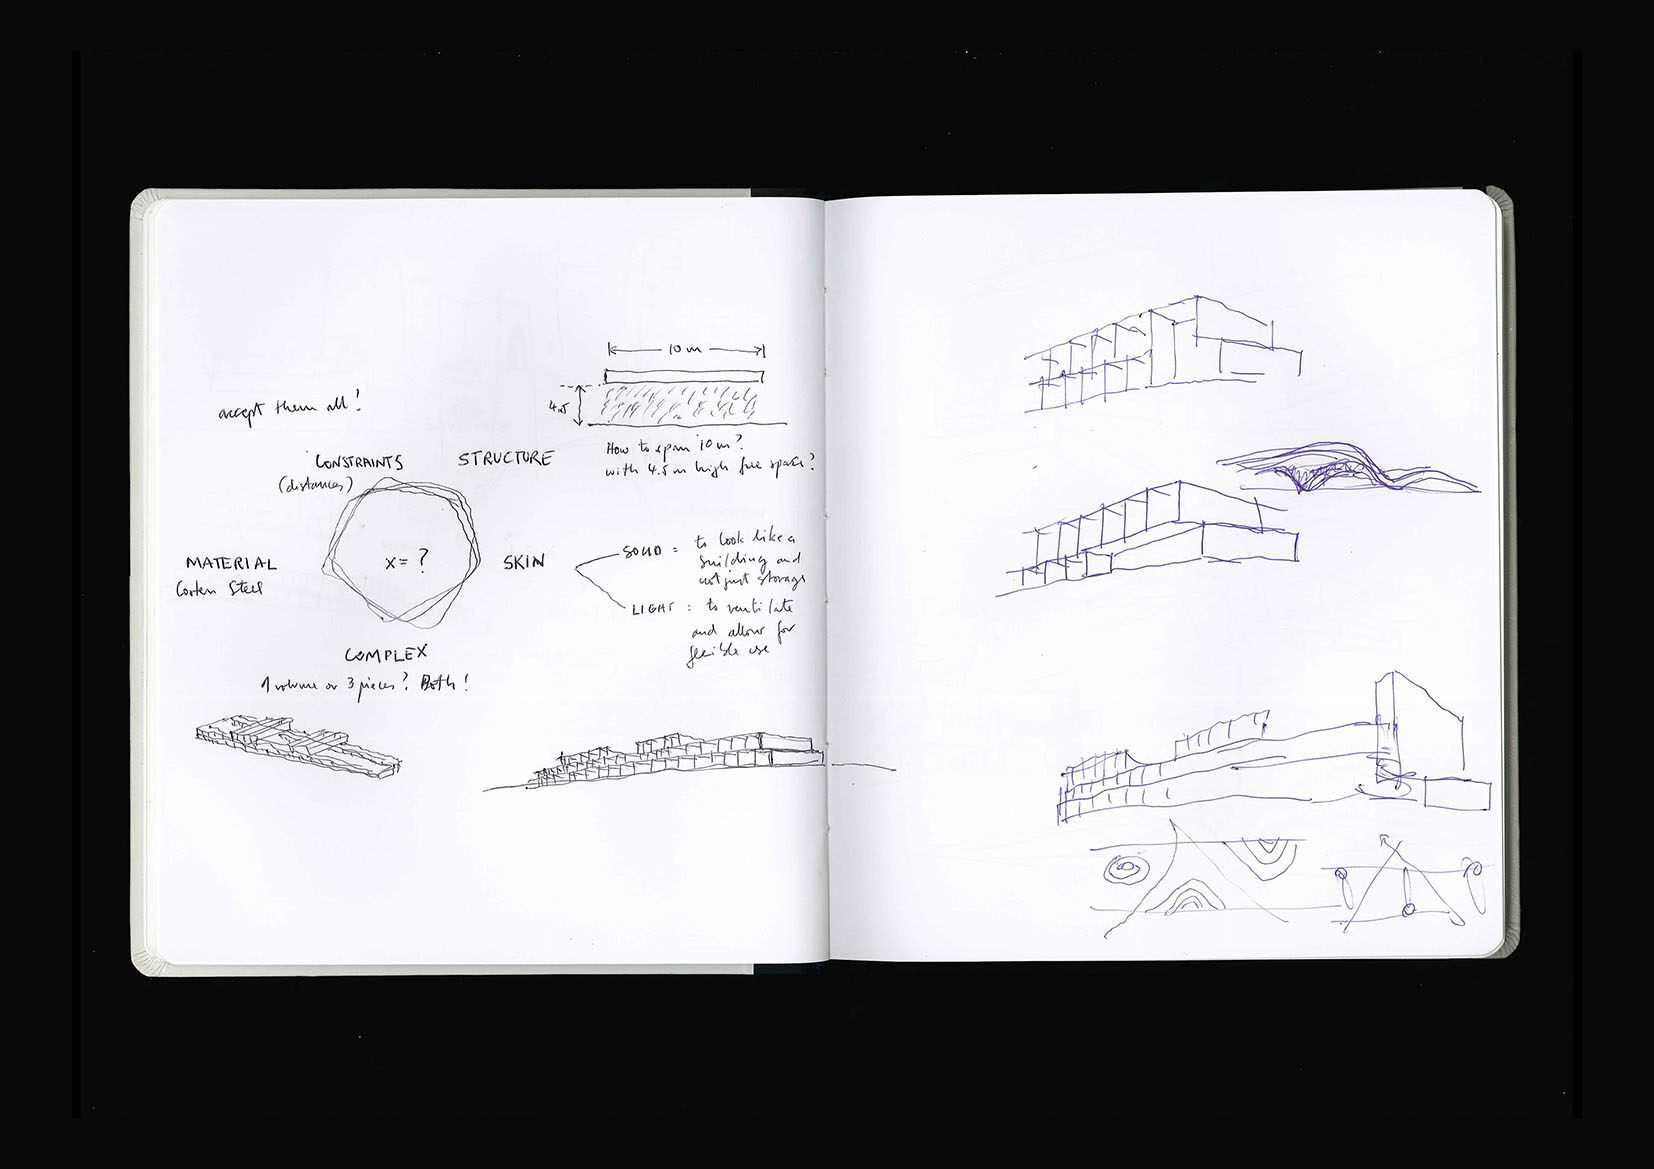 10 m
4.5
accept them all!
How to span 10 m?
with 4.5 m high free space?
CONSTRAINTS
(distances)
STRUCTURE
MATERIAL
Corten Steel
x = ?
SKIN
SOLID : to look like a
building and
not just storage
LIGHT : to ventilate
and allow for
flexible use
COMPLEX
1 volume or 3 pieces? Both!